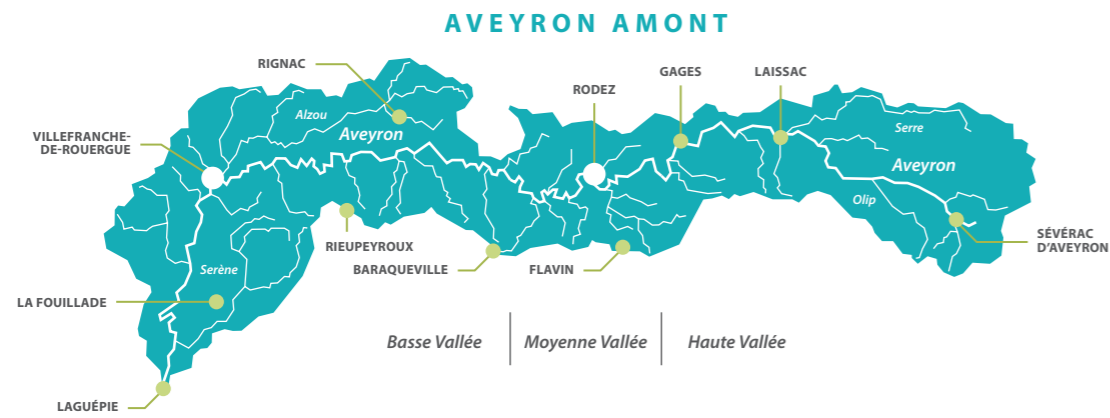 AVEYRON AMONT
RIGNAC
GAGES
LAISSAC
RODEZ
Alzou
Aveyron
Serre
VILLEFRANCHE-
DE-ROUERGUE
Aveyron
Olip
SÉVÉRAC
D'AVEYRON
RIEUPEYROUX
BARAQUEVILLE
FLAVIN
Serène
LA FOUILLADE
Basse Vallée
Moyenne Vallée
Haute Vallée
LAGUÉPIE